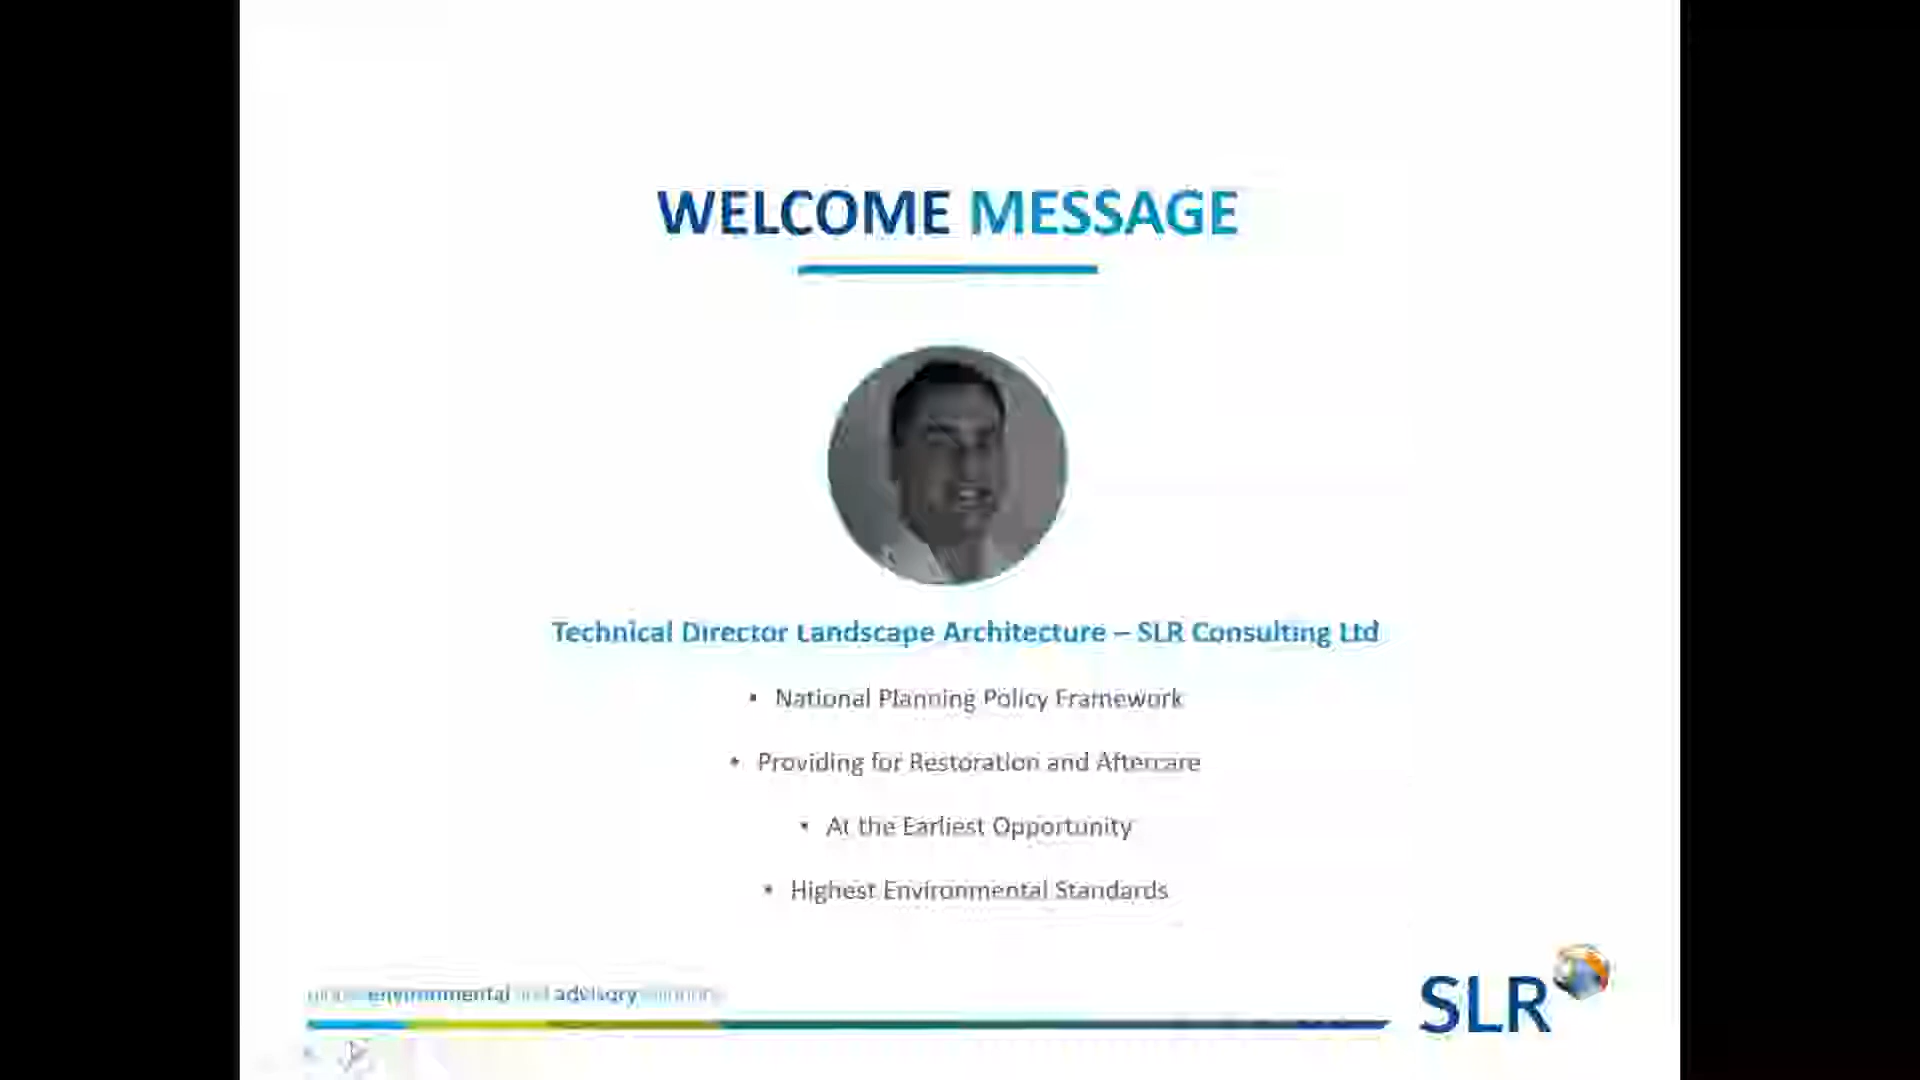 WELCOME MESSAGE
Technical Director Landscape Architecture – SLR Consulting Ltd
• National Planning Policy Framework
• Providing for Restoration and Aftercare
• At the Earliest Opportunity
• Highest Environmental Standards
environmental and advisory
SLR